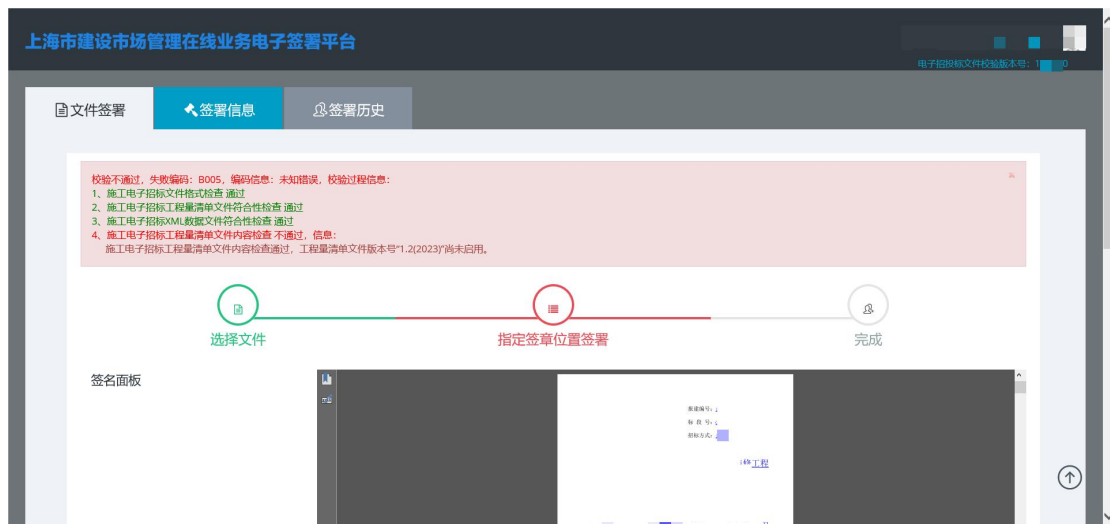 上海市建设市场管理在线业务电子签署平台
电子招投标文件校验版本号：1
文件签署
签署信息
签署历史
校验不通过，失败编码：B005，编码信息：未知错误，校验过程信息：
1、施工电子招标文件格式检查 通过
2、施工电子招标工程量清单文件符合性检查 通过
3、施工电子招标XML数据文件符合性检查 通过
4、施工电子招标工程量清单文件内容检查 不通过，信息：
施工电子招标工程量清单文件内容检查通过，工程量清单文件版本号“1.2(2023)”尚未启用。
选择文件
指定签章位置签署
完成
签名面板
报建编号：
标 段 号：
招标方式：
修工程